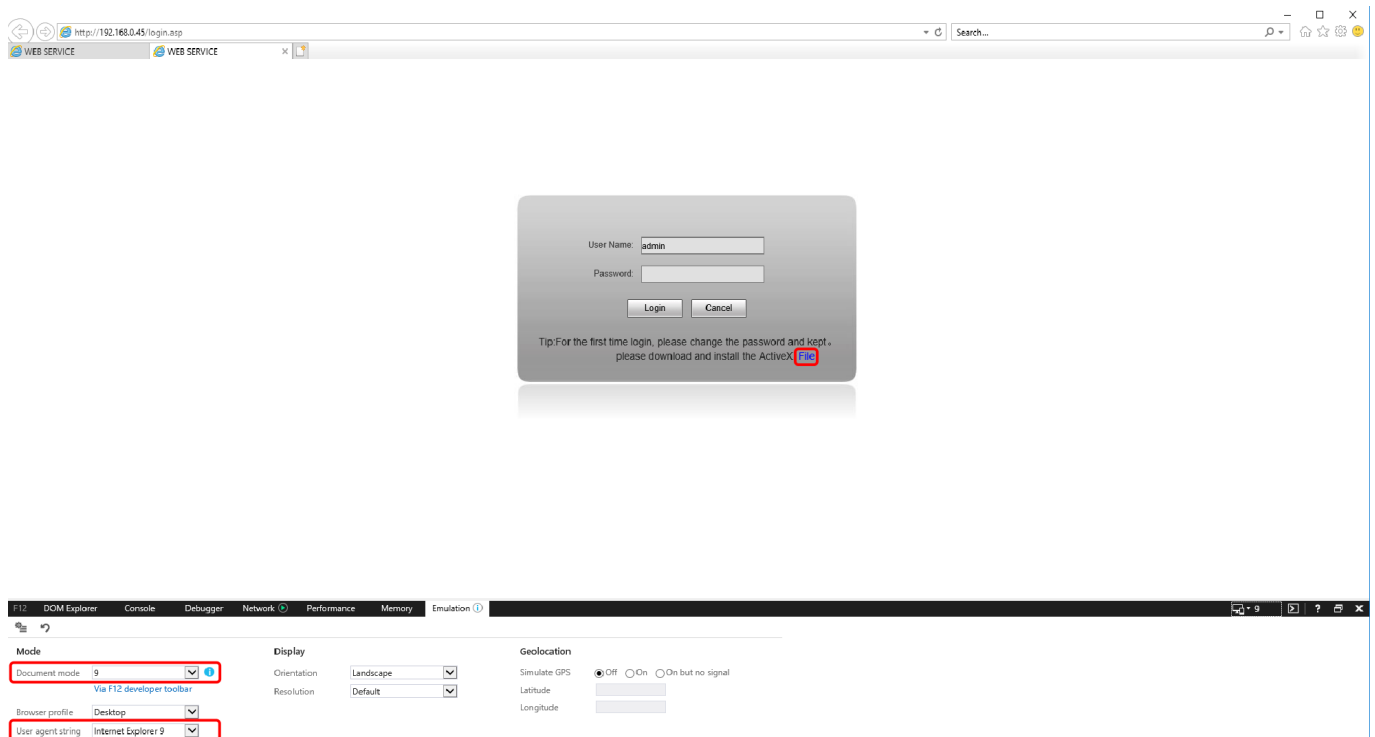 http://192.168.0.45/login.asp
Search...
WEB SERVICE
WEB SERVICE
User Name: admin
Password:
Login Cancel
Tip:For the first time login, please change the password and kept。
please download and install the ActiveX File
F12 DOM Explorer Console Debugger Network Performance Memory Emulation 9 ?
Mode Display Geolocation
Document mode 9 Orientation Landscape Simulate GPS Off On On but no signal
Via F12 developer toolbar Resolution Default Latitude
Browser profile Desktop Longitude
User agent string Internet Explorer 9